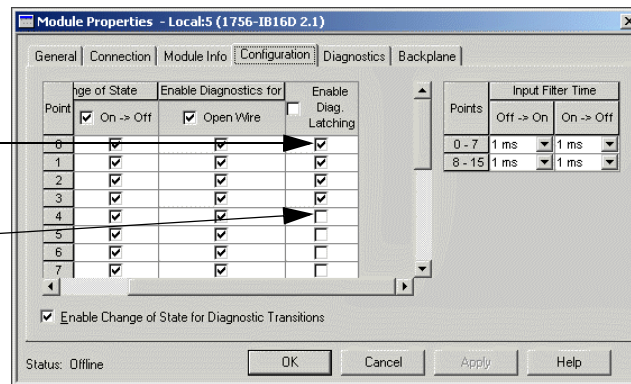 Module Properties - Local:5 (1756-IB16D 2.1)
General Connection Module Info Configuration Diagnostics Backplane
Point
nge of State
On -> Off
Enable Diagnostics for
Open Wire
Enable
Diag.
Latching
0
1
2
3
4
5
6
7
Points
Input Filter Time
Off -> On
On -> Off
0 - 7 1 ms 1 ms
8 - 15 1 ms 1 ms
Enable Change of State for Diagnostic Transitions
Status: Offline
OK
Cancel
Apply
Help